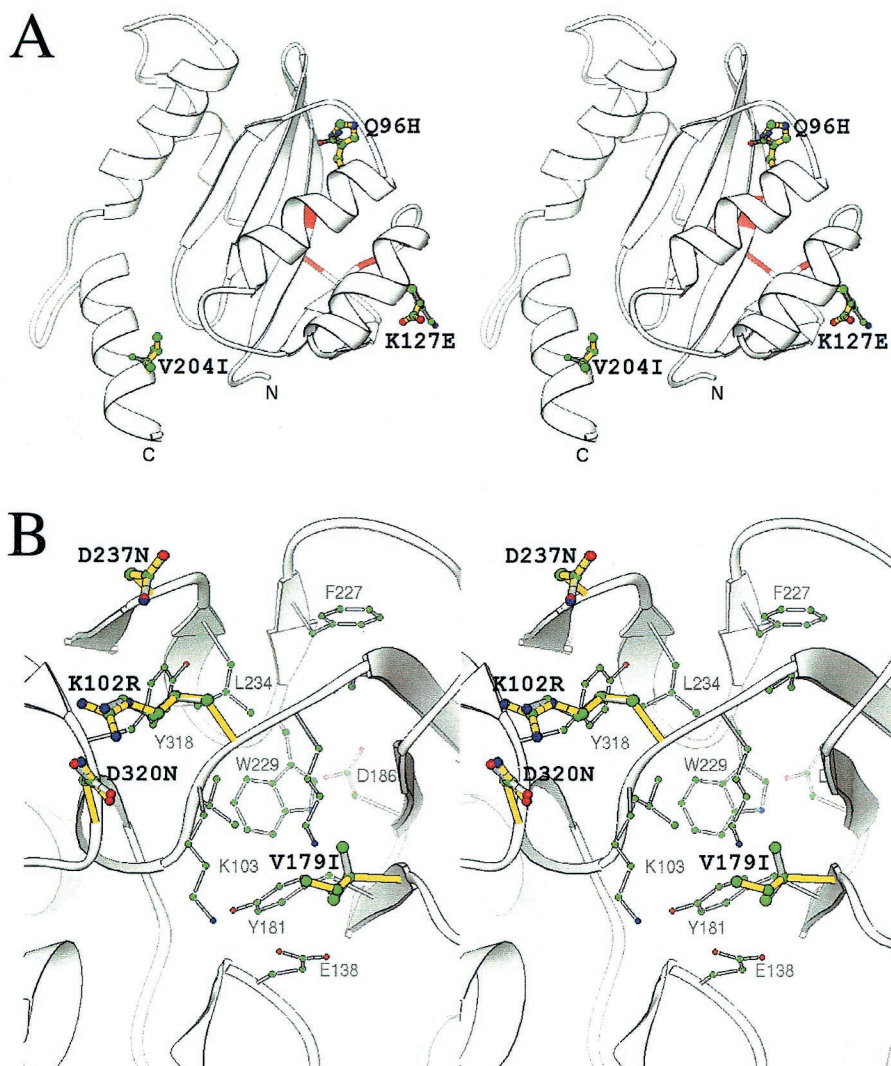 A
Q96H
K127E
V204I
N
C
Q96H
K127E
V204I
N
C
B
D237N
F227
K102R
L234
Y318
W229
D186
D320N
K103
V179I
Y181
E138
D237N
F227
K102R
L234
Y318
W229
D
D320N
K103
V179I
Y181
E138